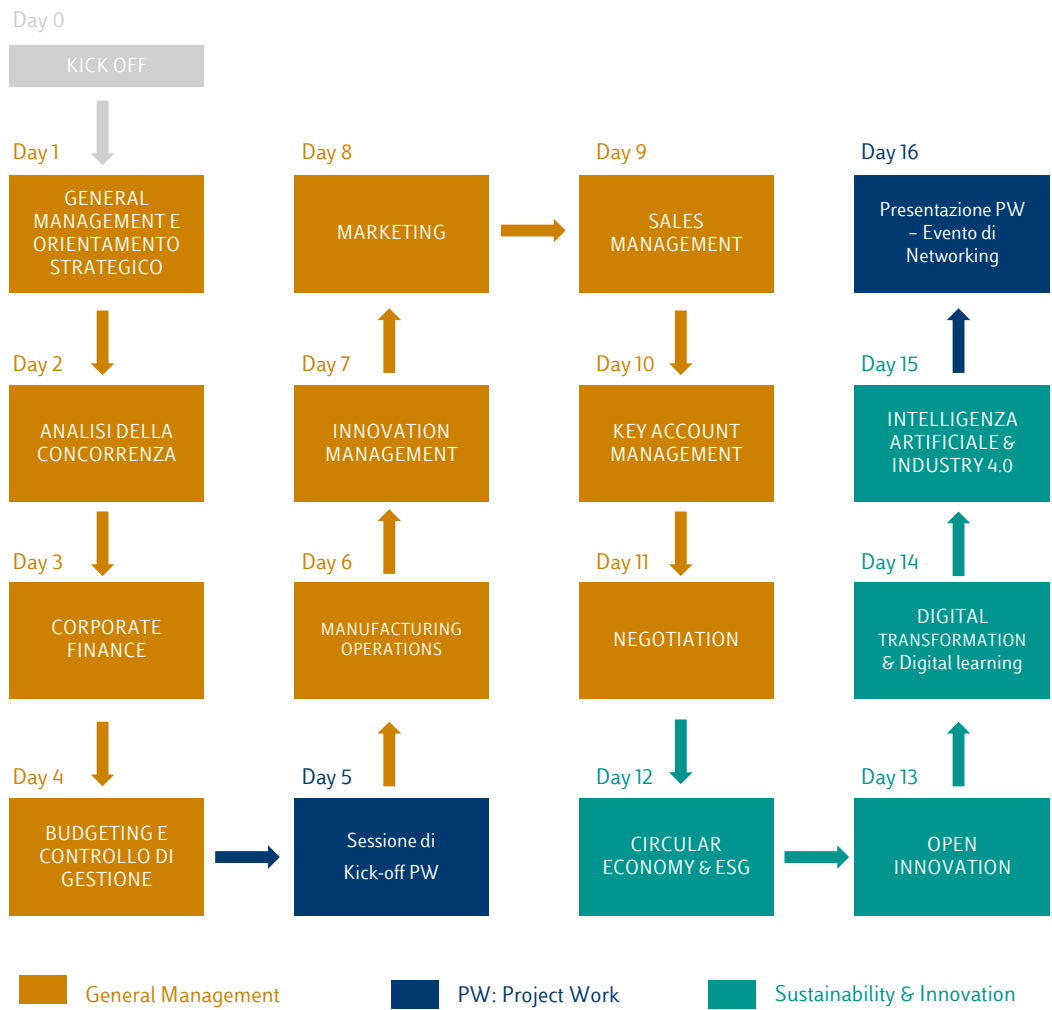 Day 0
KICK OFF
Day 1
GENERAL
MANAGEMENT E
ORIENTAMENTO
STRATEGICO
Day 2
ANALISI DELLA
CONCORRENZA
Day 3
CORPORATE
FINANCE
Day 4
BUDGETING E
CONTROLLO DI
GESTIONE
Day 5
Sessione di
Kick-off PW
Day 6
MANUFACTURING
OPERATIONS
Day 7
INNOVATION
MANAGEMENT
Day 8
MARKETING
Day 9
SALES
MANAGEMENT
Day 10
KEY ACCOUNT
MANAGEMENT
Day 11
NEGOTIATION
Day 12
CIRCULAR
ECONOMY & ESG
Day 13
OPEN
INNOVATION
Day 14
DIGITAL
TRANSFORMATION
& Digital learning
Day 15
INTELLIGENZA
ARTIFICIALE &
INDUSTRY 4.0
Day 16
Presentazione PW
– Evento di
Networking
General Management
PW: Project Work
Sustainability & Innovation